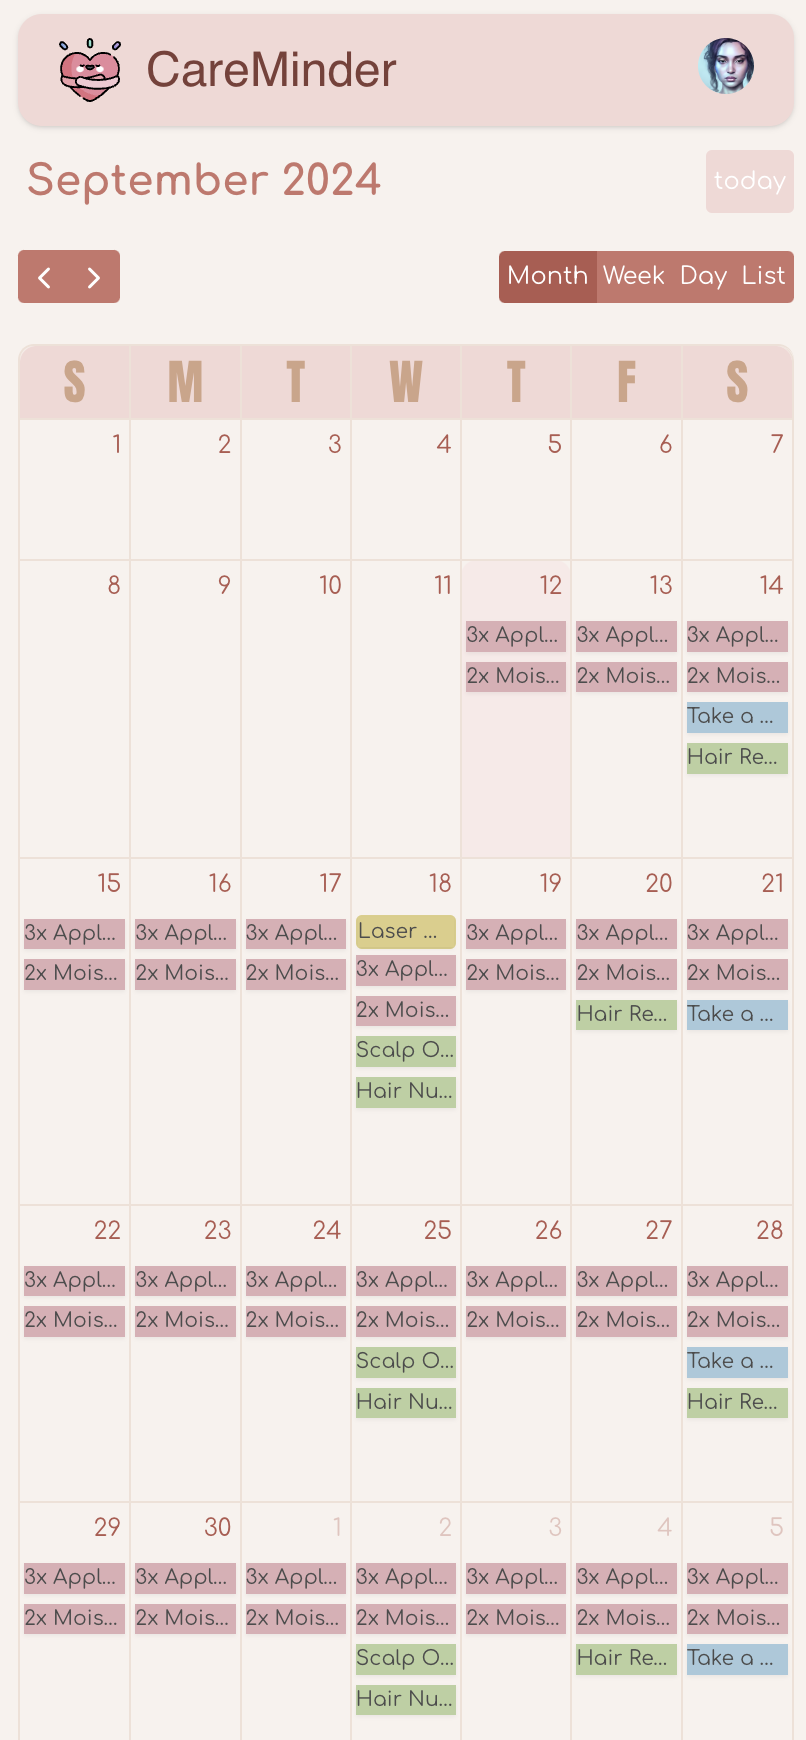 CareMinder
September 2024
today
Month Week Day List
S M T W T F S
1 2 3 4 5 6 7
8 9 10 11 12 13 14
3x Appl... 3x Appl... 3x Appl...
2x Mois... 2x Mois... 2x Mois...
Take a ...
Hair Re...
15 16 17 18 19 20 21
Laser ...
3x Appl... 3x Appl... 3x Appl... 3x Appl... 3x Appl... 3x Appl... 3x Appl...
2x Mois... 2x Mois... 2x Mois... 2x Mois... 2x Mois... 2x Mois... 2x Mois...
Scalp O... Hair Re... Take a ...
Hair Nu...
22 23 24 25 26 27 28
3x Appl... 3x Appl... 3x Appl... 3x Appl... 3x Appl... 3x Appl... 3x Appl...
2x Mois... 2x Mois... 2x Mois... 2x Mois... 2x Mois... 2x Mois... 2x Mois...
Scalp O... Take a ...
Hair Nu... Hair Re...
29 30 1 2 3 4 5
3x Appl... 3x Appl... 3x Appl... 3x Appl... 3x Appl... 3x Appl... 3x Appl...
2x Mois... 2x Mois... 2x Mois... 2x Mois... 2x Mois... 2x Mois... 2x Mois...
Scalp O... Hair Re... Take a ...
Hair Nu...